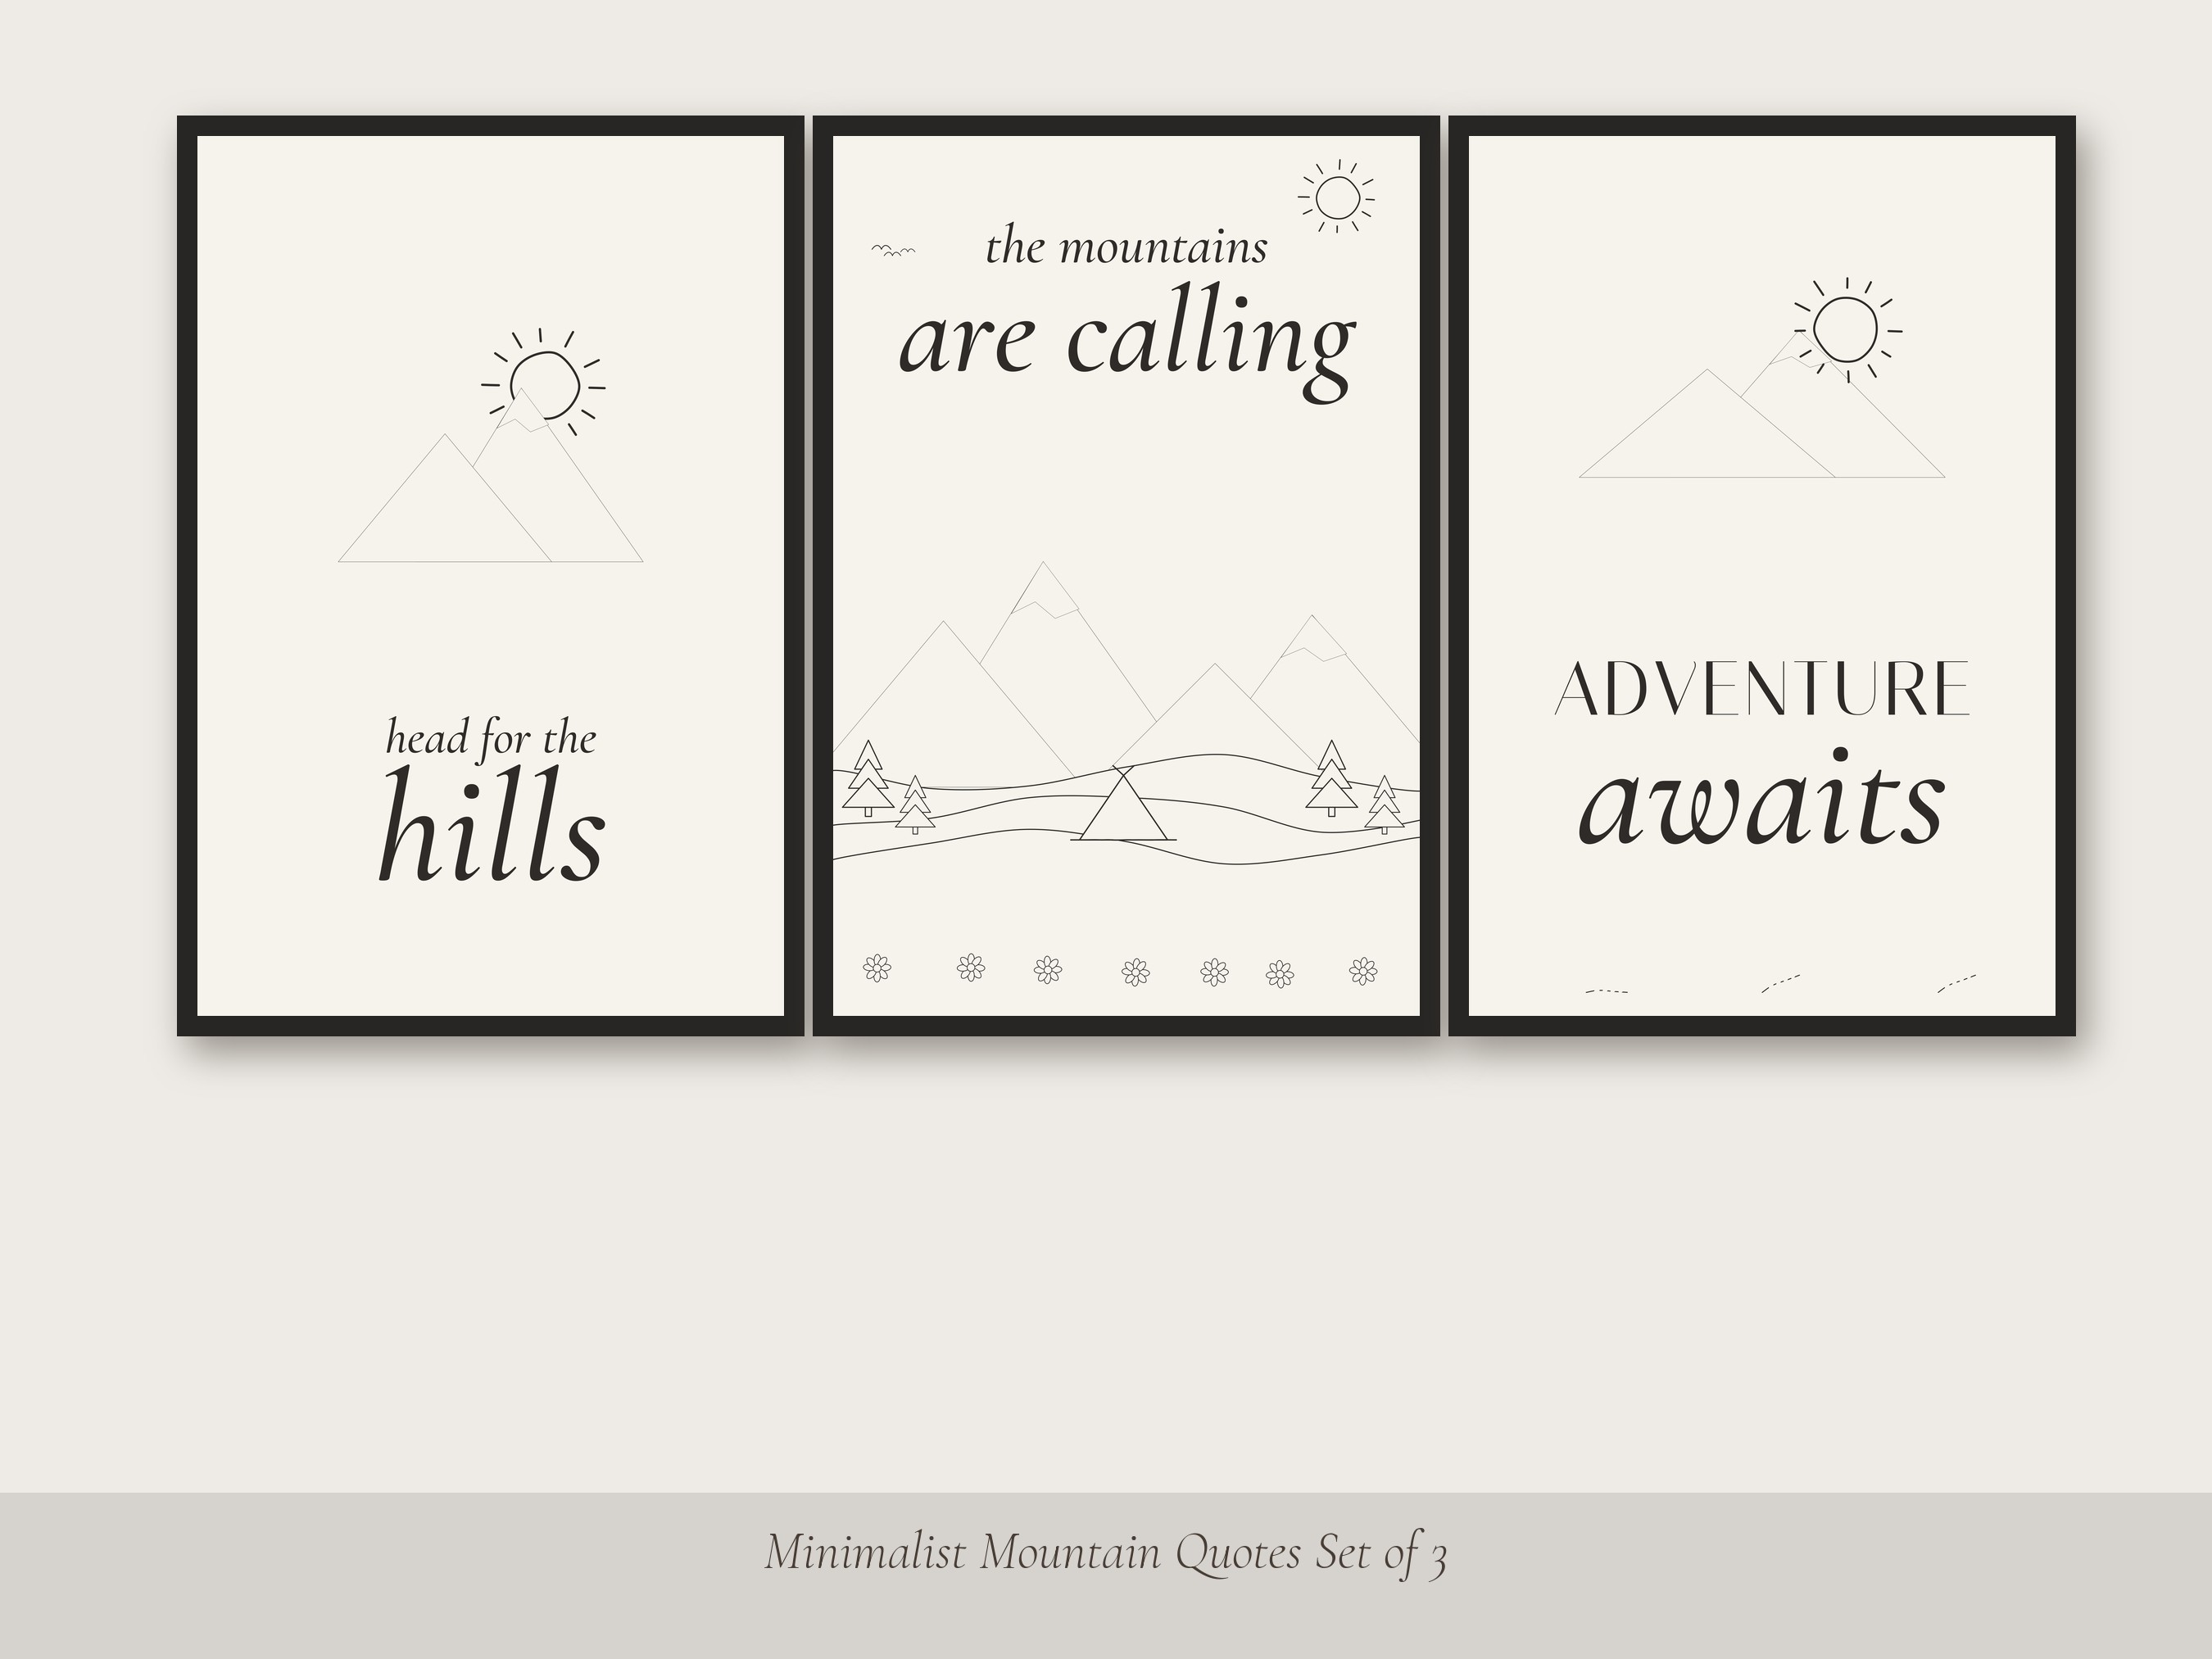 head for the
hills
the mountains
are calling
ADVENTURE
awaits
Minimalist Mountain Quotes Set of 3